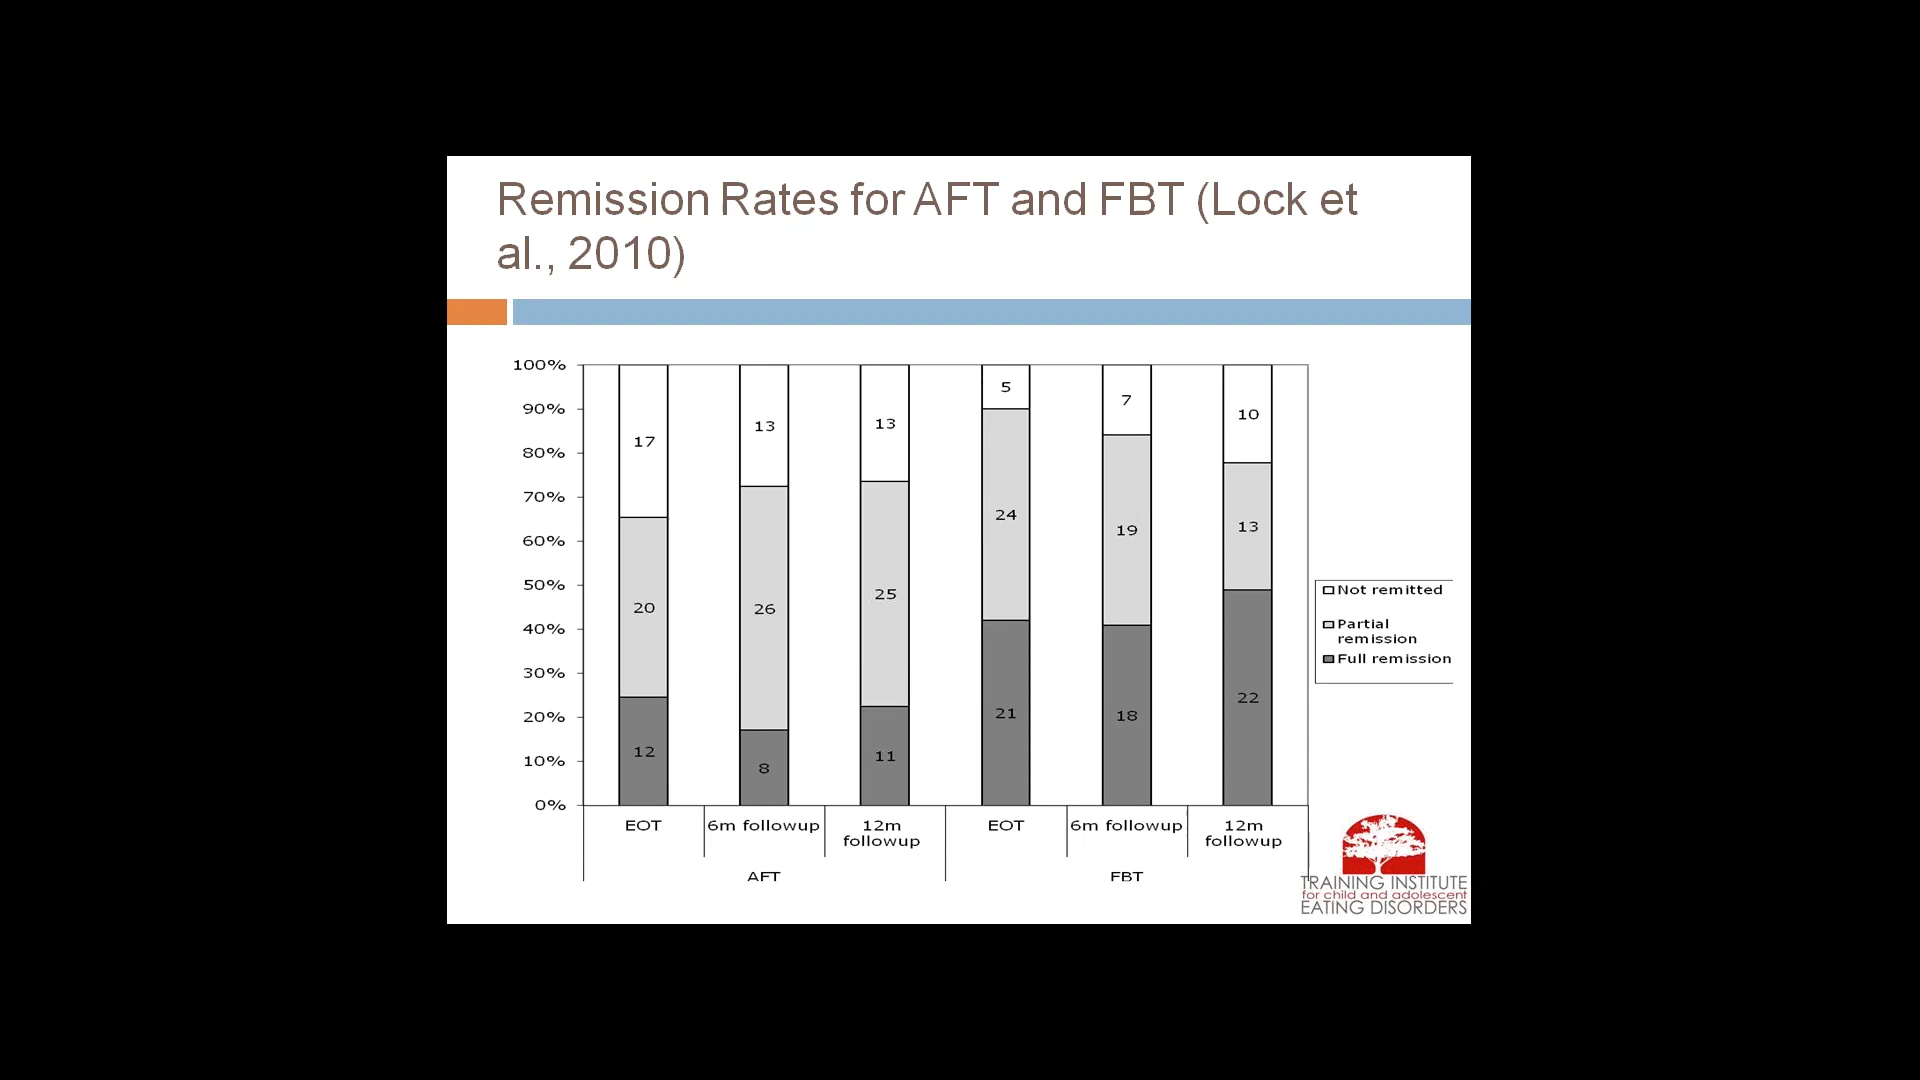 Remission Rates for AFT and FBT (Lock et
al., 2010)
100%
90%
80%
70%
60%
50%
40%
30%
20%
10%
0%
17
20
12
13
26
8
13
25
11
5
24
21
7
19
18
10
13
22
EOT
6m followup
12m
followup
EOT
6m followup
12m
followup
AFT
FBT
Not remitted
Partial
remission
Full remission
TRAINING INSTITUTE
for child and adolescent
EATING DISORDERS